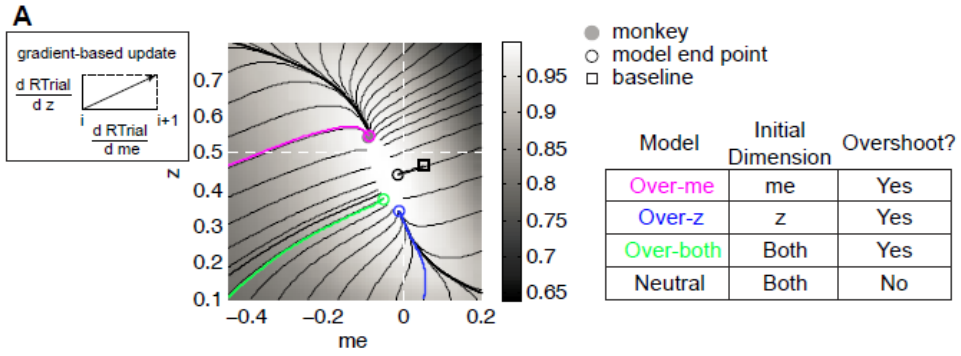 A
gradient-based update
d RTrial
d z
i
i+1
d RTrial
d me
z
0.7
0.6
0.5
0.4
0.3
0.2
0.1
−0.4
−0.2
0
0.2
me
0.95
0.9
0.85
0.8
0.75
0.7
0.65
monkey
model end point
baseline
Model Initial Dimension Overshoot?
Over-me me Yes
Over-z z Yes
Over-both Both Yes
Neutral Both No